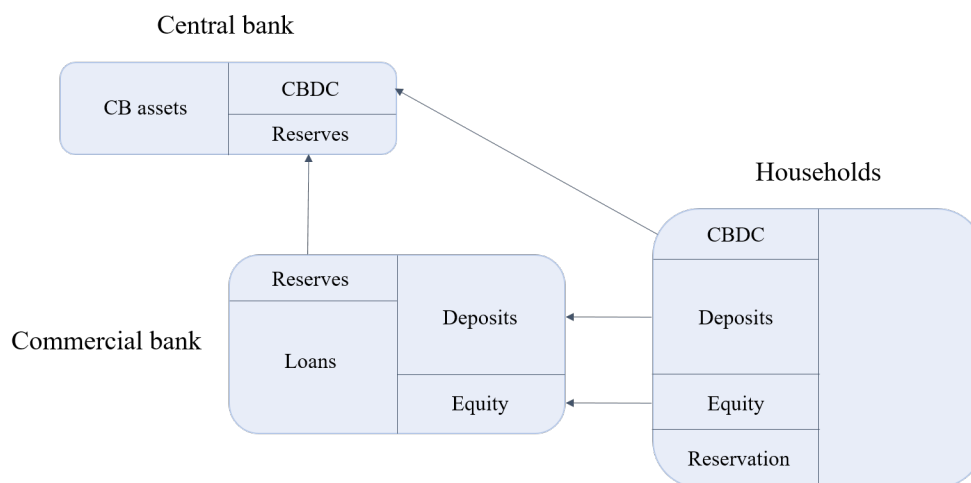 Central bank
CB assets
CBDC
Reserves
Households
CBDC
Deposits
Equity
Reservation
Commercial bank
Reserves
Loans
Deposits
Equity